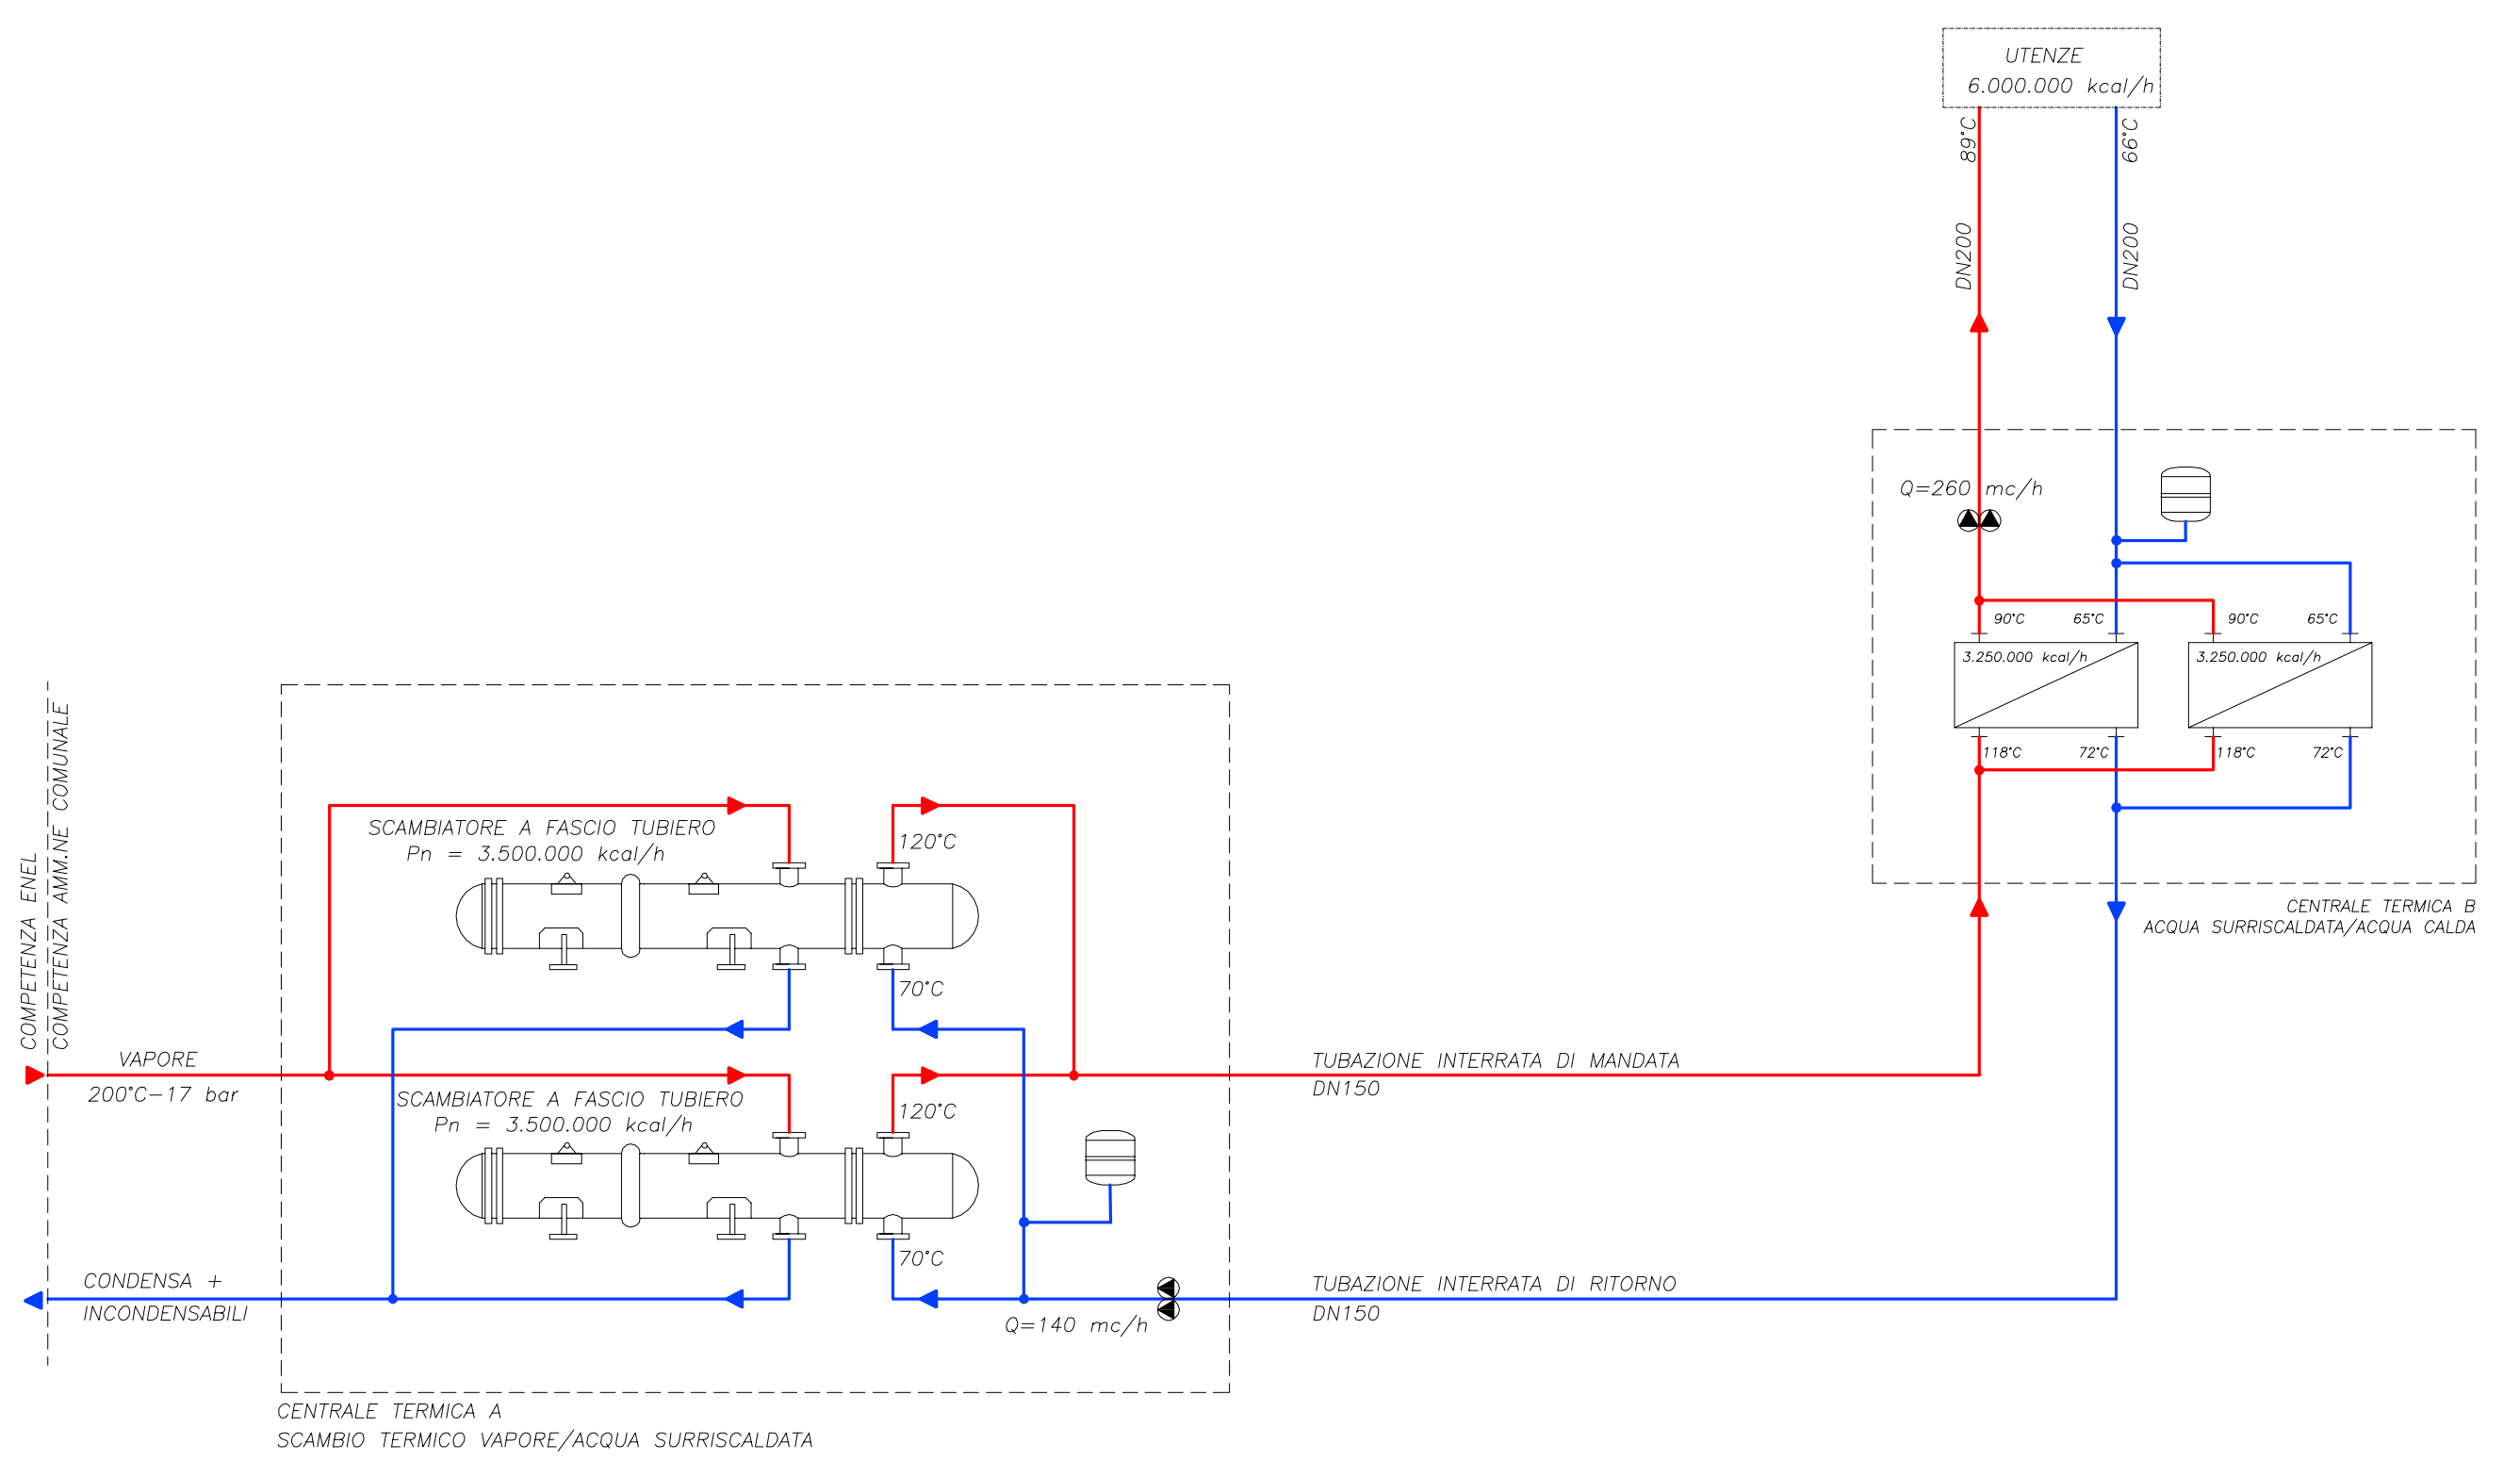 UTENZE
6.000.000 kcal/h
89°C
66°C
DN200
DN200
Q=260 mc/h
90°C
65°C
90°C
65°C
3.250.000 kcal/h
3.250.000 kcal/h
118°C
72°C
118°C
72°C
CENTRALE TERMICA B
ACQUA SURRISCALDATA/ACQUA CALDA
COMPETENZA ENEL
COMPETENZA AMM.NE COMUNALE
SCAMBIATORE A FASCIO TUBIERO
Pn = 3.500.000 kcal/h
120°C
70°C
VAPORE
200°C-17 bar
SCAMBIATORE A FASCIO TUBIERO
Pn = 3.500.000 kcal/h
120°C
70°C
TUBAZIONE INTERRATA DI MANDATA
DN150
CONDENSA +
INCONDENSABILI
Q=140 mc/h
TUBAZIONE INTERRATA DI RITORNO
DN150
CENTRALE TERMICA A
SCAMBIO TERMICO VAPORE/ACQUA SURRISCALDATA